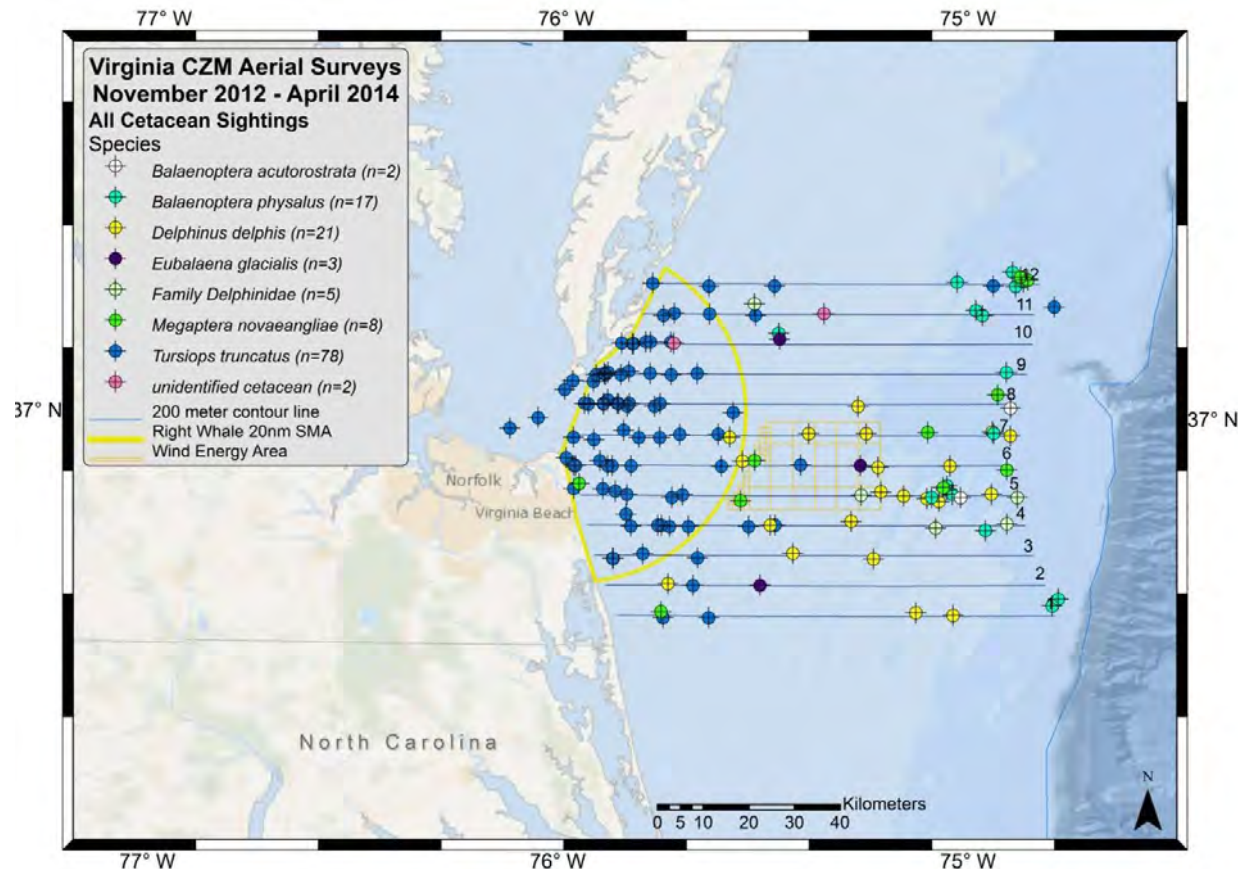 77° W
76° W
75° W
Virginia CZM Aerial Surveys
November 2012 - April 2014
All Cetacean Sightings
Species
Balaenoptera acutorostrata (n=2)
Balaenoptera physalus (n=17)
Delphinus delphis (n=21)
Eubalaena glacialis (n=3)
Family Delphinidae (n=5)
Megaptera novaeangliae (n=8)
Tursiops truncatus (n=78)
unidentified cetacean (n=2)
200 meter contour line
Right Whale 20nm SMA
Wind Energy Area
12
11
10
9
8
37° N
37° N
7
6
Norfolk
5
Virginia Beach
4
3
2
1
North Carolina
N
Kilometers
0 5 10 20 30 40
77° W
76° W
75° W